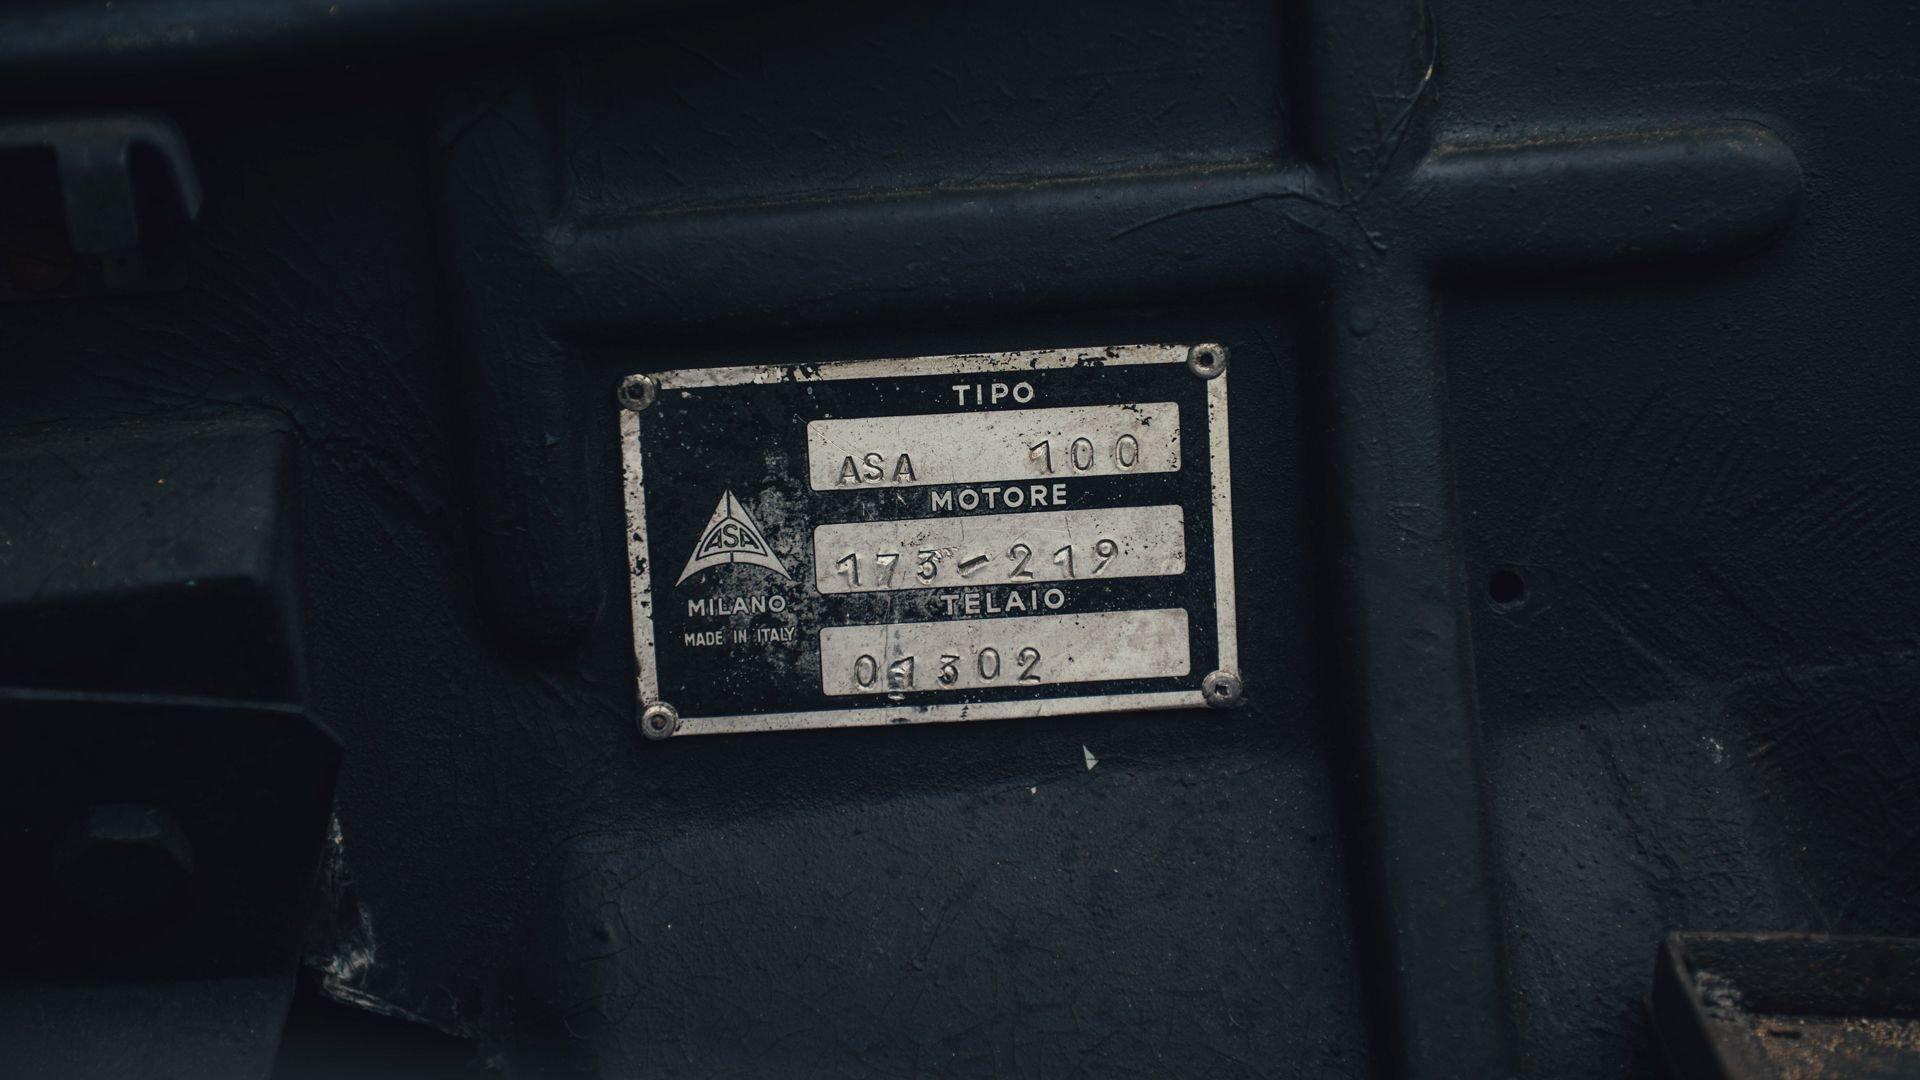 TIPO
ASA 100
MOTORE
173-219
TELAIO
01302
ASA
MILANO
MADE IN ITALY